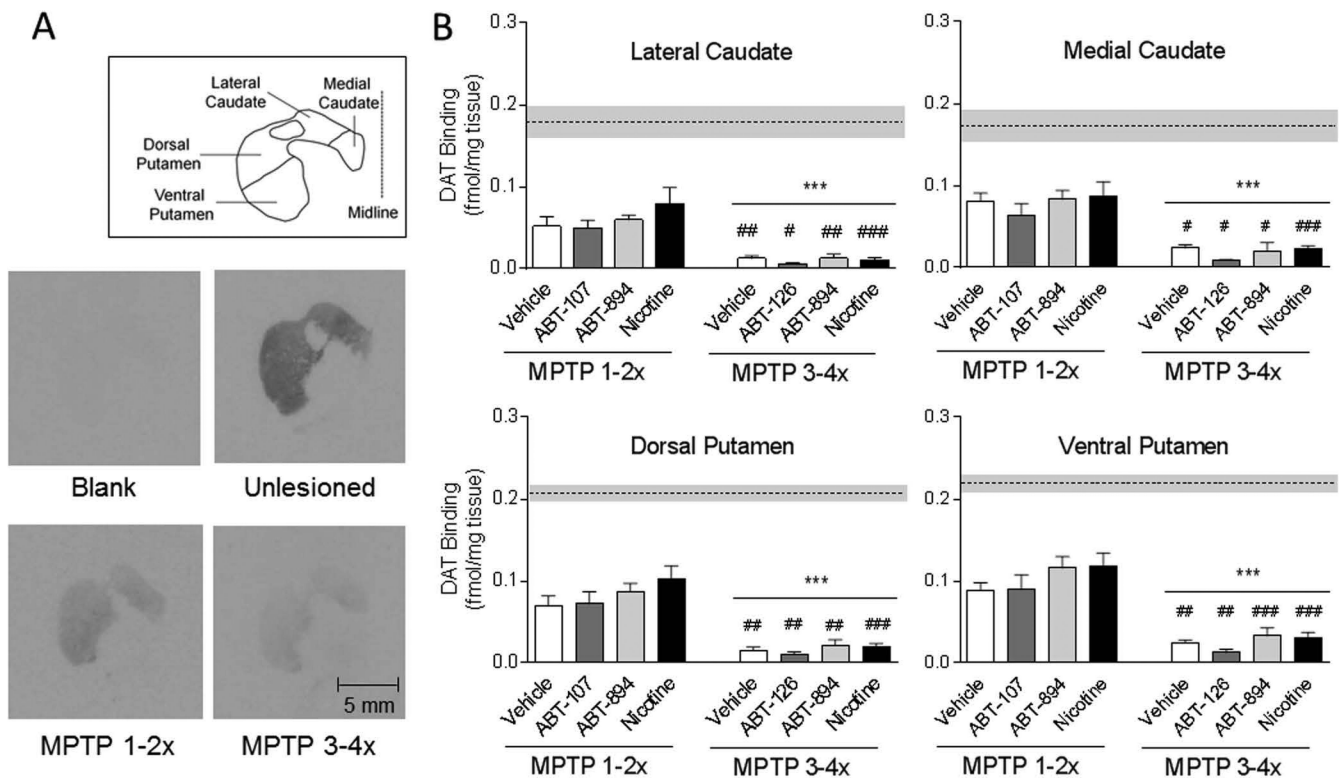 A
Lateral
Caudate
Medial
Caudate
Dorsal
Putamen
Ventral
Putamen
Midline
Blank
Unlesioned
MPTP 1-2x
MPTP 3-4x
5 mm
B
Lateral Caudate
DAT Binding
(fmol/mg tissue)
0.3
0.2
0.1
0.0
***
## # ## ###
Vehicle
ABT-107
ABT-894
Nicotine
Vehicle
ABT-126
ABT-894
Nicotine
MPTP 1-2x
MPTP 3-4x
Medial Caudate
0.3
0.2
0.1
0.0
***
# # # ###
Vehicle
ABT-107
ABT-894
Nicotine
Vehicle
ABT-126
ABT-894
Nicotine
MPTP 1-2x
MPTP 3-4x
Dorsal Putamen
DAT Binding
(fmol/mg tissue)
0.3
0.2
0.1
0.0
***
## ## ## ###
Vehicle
ABT-107
ABT-894
Nicotine
Vehicle
ABT-126
ABT-894
Nicotine
MPTP 1-2x
MPTP 3-4x
Ventral Putamen
0.3
0.2
0.1
0.0
***
## ## ### ###
Vehicle
ABT-107
ABT-894
Nicotine
Vehicle
ABT-126
ABT-894
Nicotine
MPTP 1-2x
MPTP 3-4x